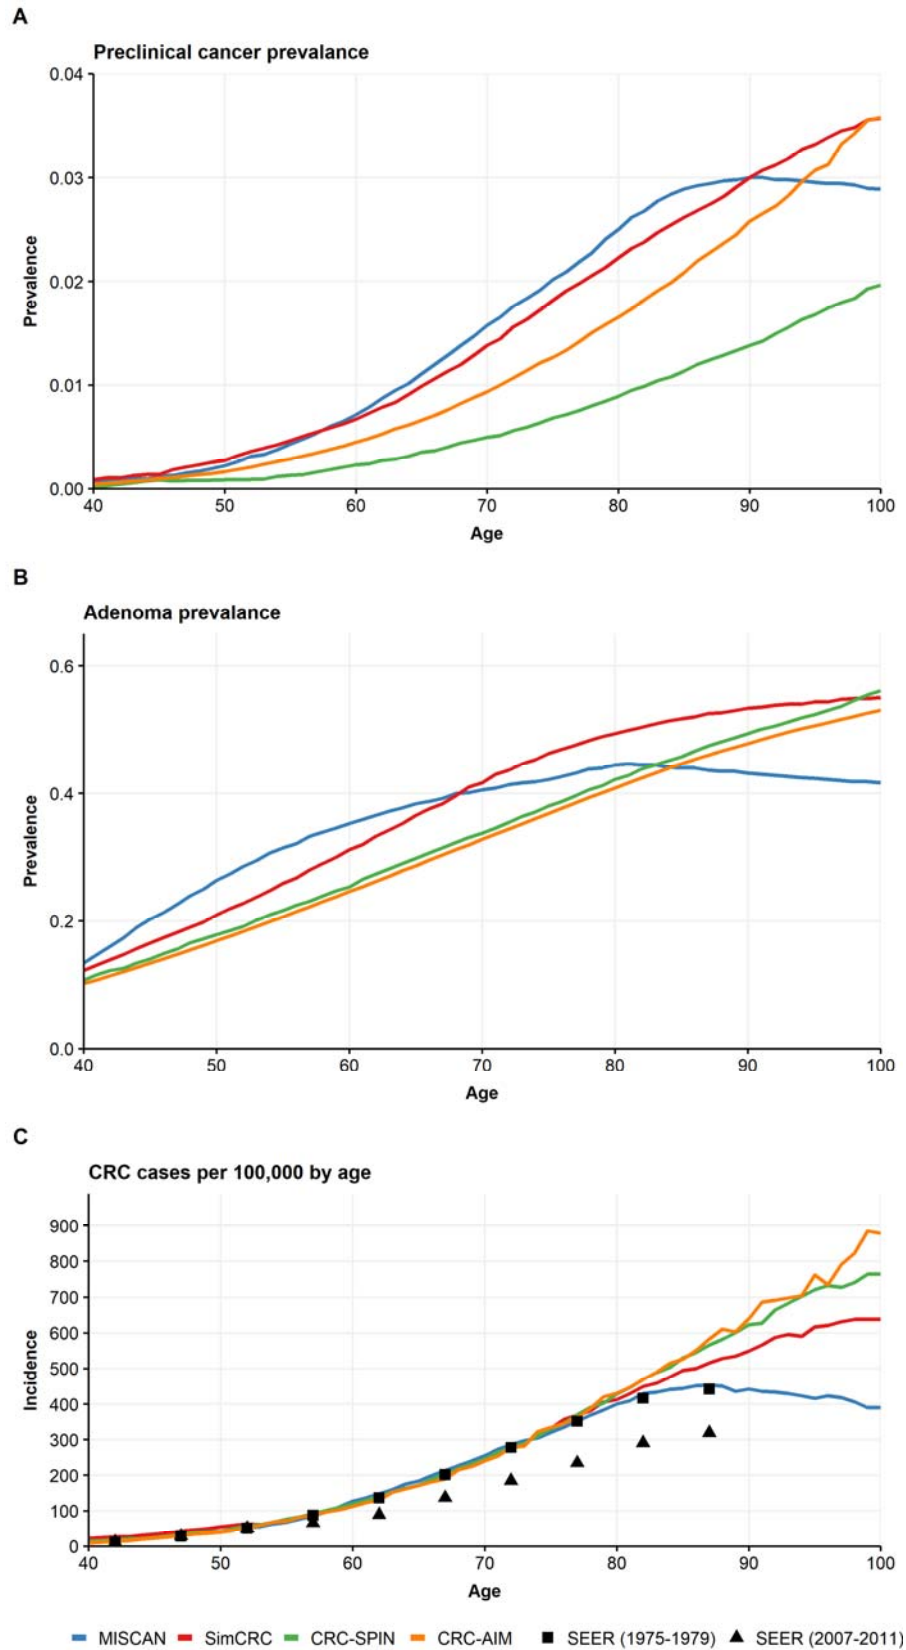 A
Preclinical cancer prevalance
0.04
0.03
0.02
0.01
0.00
Prevalence
40 50 60 70 80 90 100
Age
B
Adenoma prevalance
0.6
0.4
0.2
0.0
Prevalence
40 50 60 70 80 90 100
Age
C
CRC cases per 100,000 by age
900
800
700
600
500
400
300
200
100
0
Incidence
40 50 60 70 80 90 100
Age
MISCAN SimCRC CRC-SPIN CRC-AIM SEER (1975-1979) SEER (2007-2011)